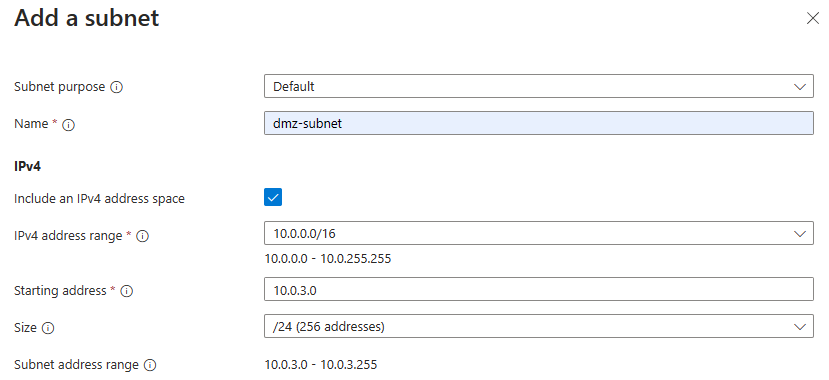 Add a subnet
Subnet purpose Default
Name * dmz-subnet
IPv4
Include an IPv4 address space
IPv4 address range * 10.0.0.0/16
10.0.0.0 - 10.0.255.255
Starting address * 10.0.3.0
Size /24 (256 addresses)
Subnet address range 10.0.3.0 - 10.0.3.255